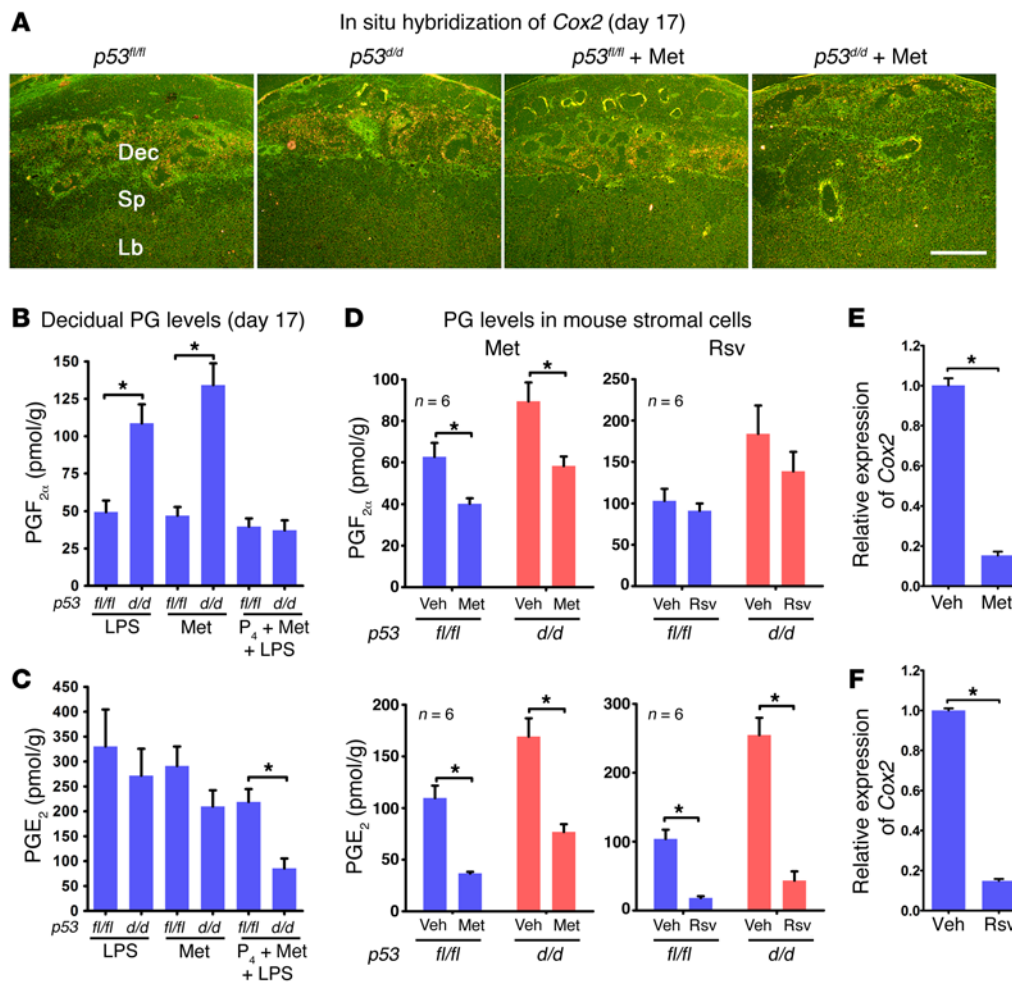 A
In situ hybridization of Cox2 (day 17)
p53fl/fl
p53d/d
p53fl/fl + Met
p53d/d + Met
Dec
Sp
Lb
B Decidual PG levels (day 17)
PGF2α (pmol/g)
150
125
100
75
50
25
0
*
*
p53 fl/fl d/d fl/fl d/d fl/fl d/d
LPS Met P4 + Met
+ LPS
C
PGE2 (pmol/g)
450
400
350
300
250
200
150
100
50
0
*
p53 fl/fl d/d fl/fl d/d fl/fl d/d
LPS Met P4 + Met
+ LPS
D PG levels in mouse stromal cells
Met Rsv
PGF2α (pmol/g)
100
80
60
40
20
0
n = 6
*
*
Veh Met Veh Met
p53 fl/fl d/d
250
200
150
100
50
0
n = 6
Veh Rsv Veh Rsv
fl/fl d/d
PGE2 (pmol/g)
200
150
100
50
0
n = 6
*
*
Veh Met Veh Met
p53 fl/fl d/d
300
200
100
0
n = 6
*
*
Veh Rsv Veh Rsv
fl/fl d/d
E
Relative expression
of Cox2
1.2
1.0
0.8
0.6
0.4
0.2
0.0
*
Veh Met
F
Relative expression
of Cox2
1.2
1.0
0.8
0.6
0.4
0.2
0.0
*
Veh Rsv